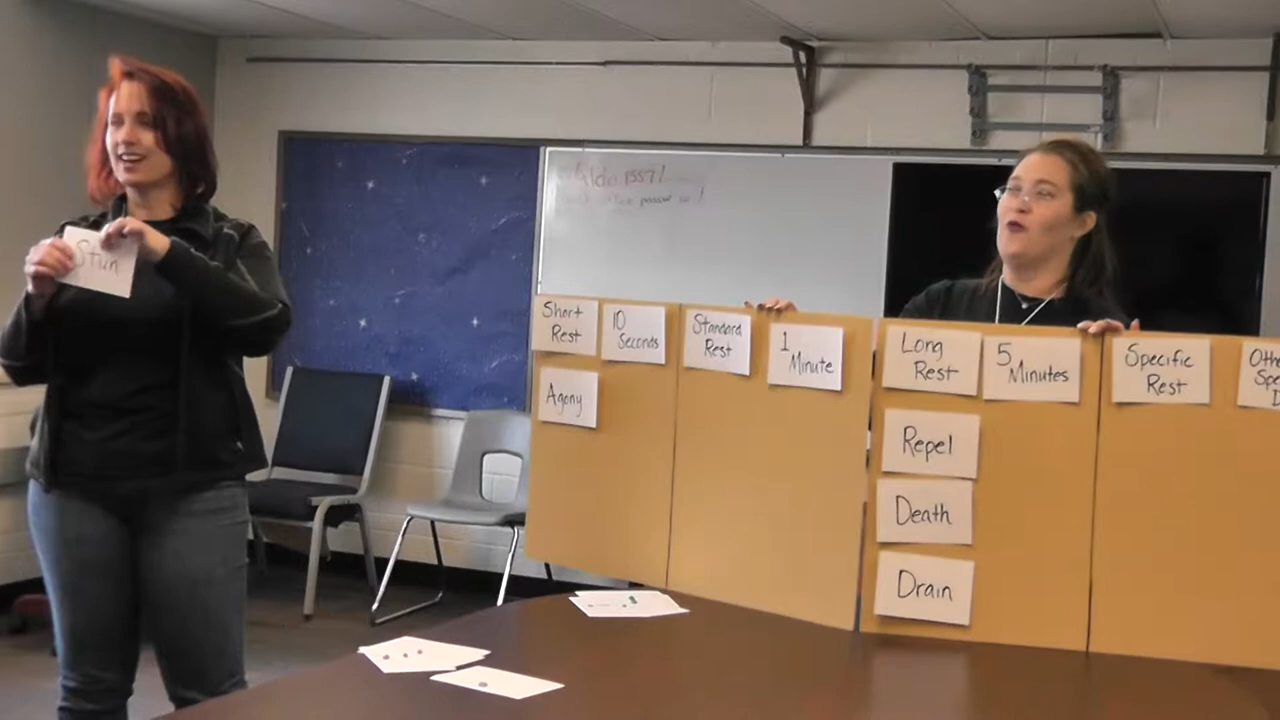 Stun
Short
Rest
10
Seconds
Standard
Rest
1
Minute
Long
Rest
5
Minutes
Specific
Rest
Agony
Repel
Death
Drain